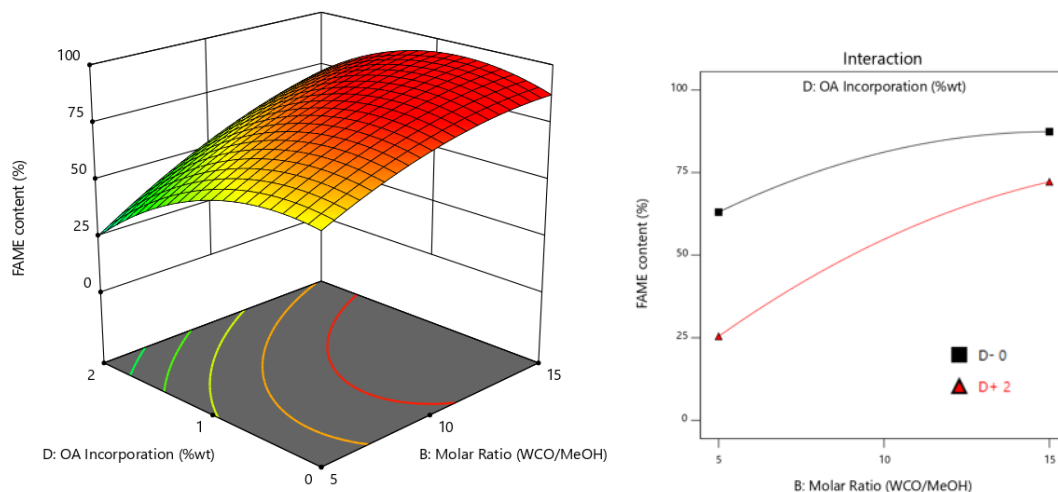 100
75
50
25
0
FAME content (%)
2
1
0
5
10
15
D: OA Incorporation (%wt)
B: Molar Ratio (WCO/MeOH)
Interaction
D: OA Incorporation (%wt)
100
75
50
25
0
FAME content (%)
D- 0
D+ 2
5
10
15
B: Molar Ratio (WCO/MeOH)